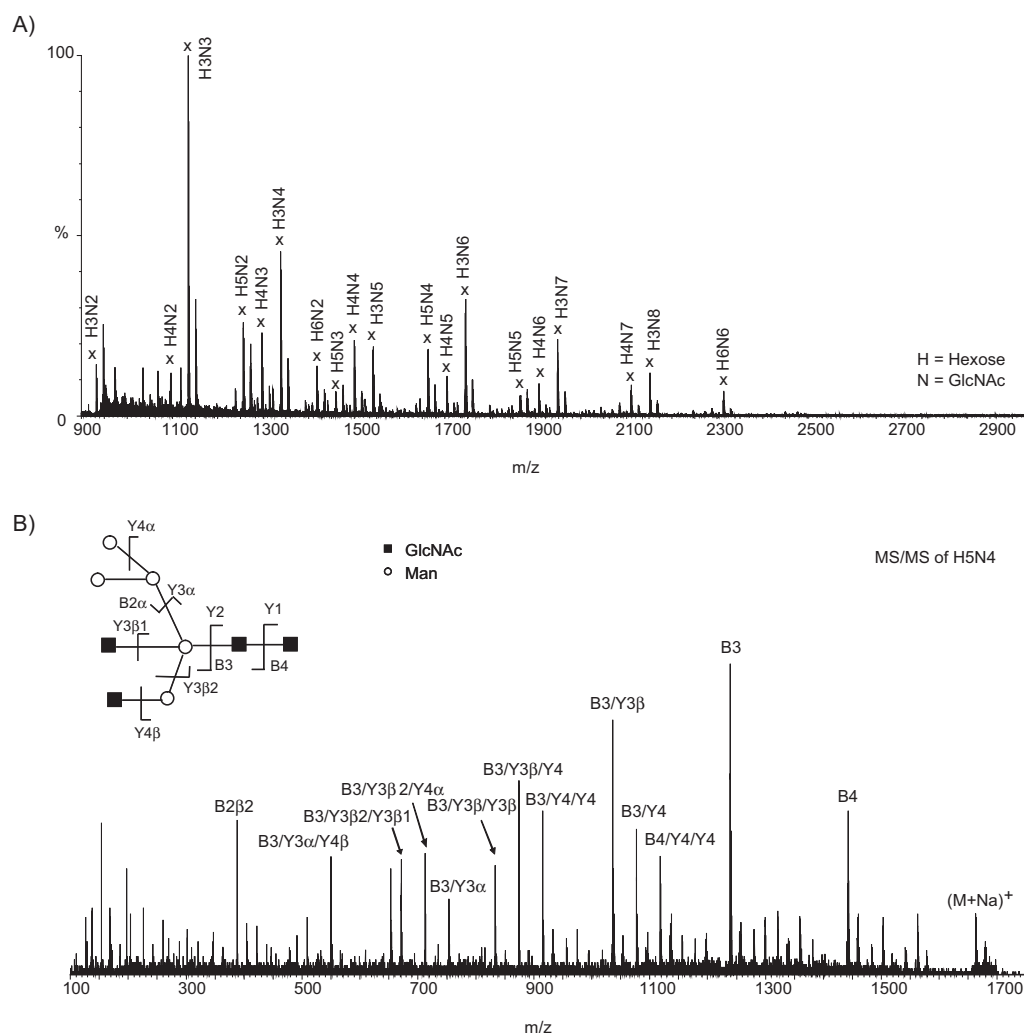 A)
100
%
0
x H3N2
x H4N2
x H3N3
x H5N2
x H4N3
x H3N4
x H6N2
x H5N3
x H4N4
x H3N5
x H5N4
x H4N5
x H3N6
x H5N5
x H4N6
x H3N7
x H4N7
x H3N8
x H6N6
H = Hexose
N = GlcNAc
900 1100 1300 1500 1700 1900 2100 2300 2500 2700 2900
m/z
B)
Y4α
GlcNAc
Man
MS/MS of H5N4
Y3α
B2α
Y2
Y1
Y3β1
B3
B4
Y3β2
Y4β
B3
B3/Y3β
B3/Y3β/Y4
B3/Y3β 2/Y4α
B4
B2β2
B3/Y3β/Y3β
B3/Y4/Y4
B3/Y3β2/Y3β1
B3/Y4
B3/Y3α/Y4β
B4/Y4/Y4
B3/Y3α
(M+Na)+
100 300 500 700 900 1100 1300 1500 1700
m/z